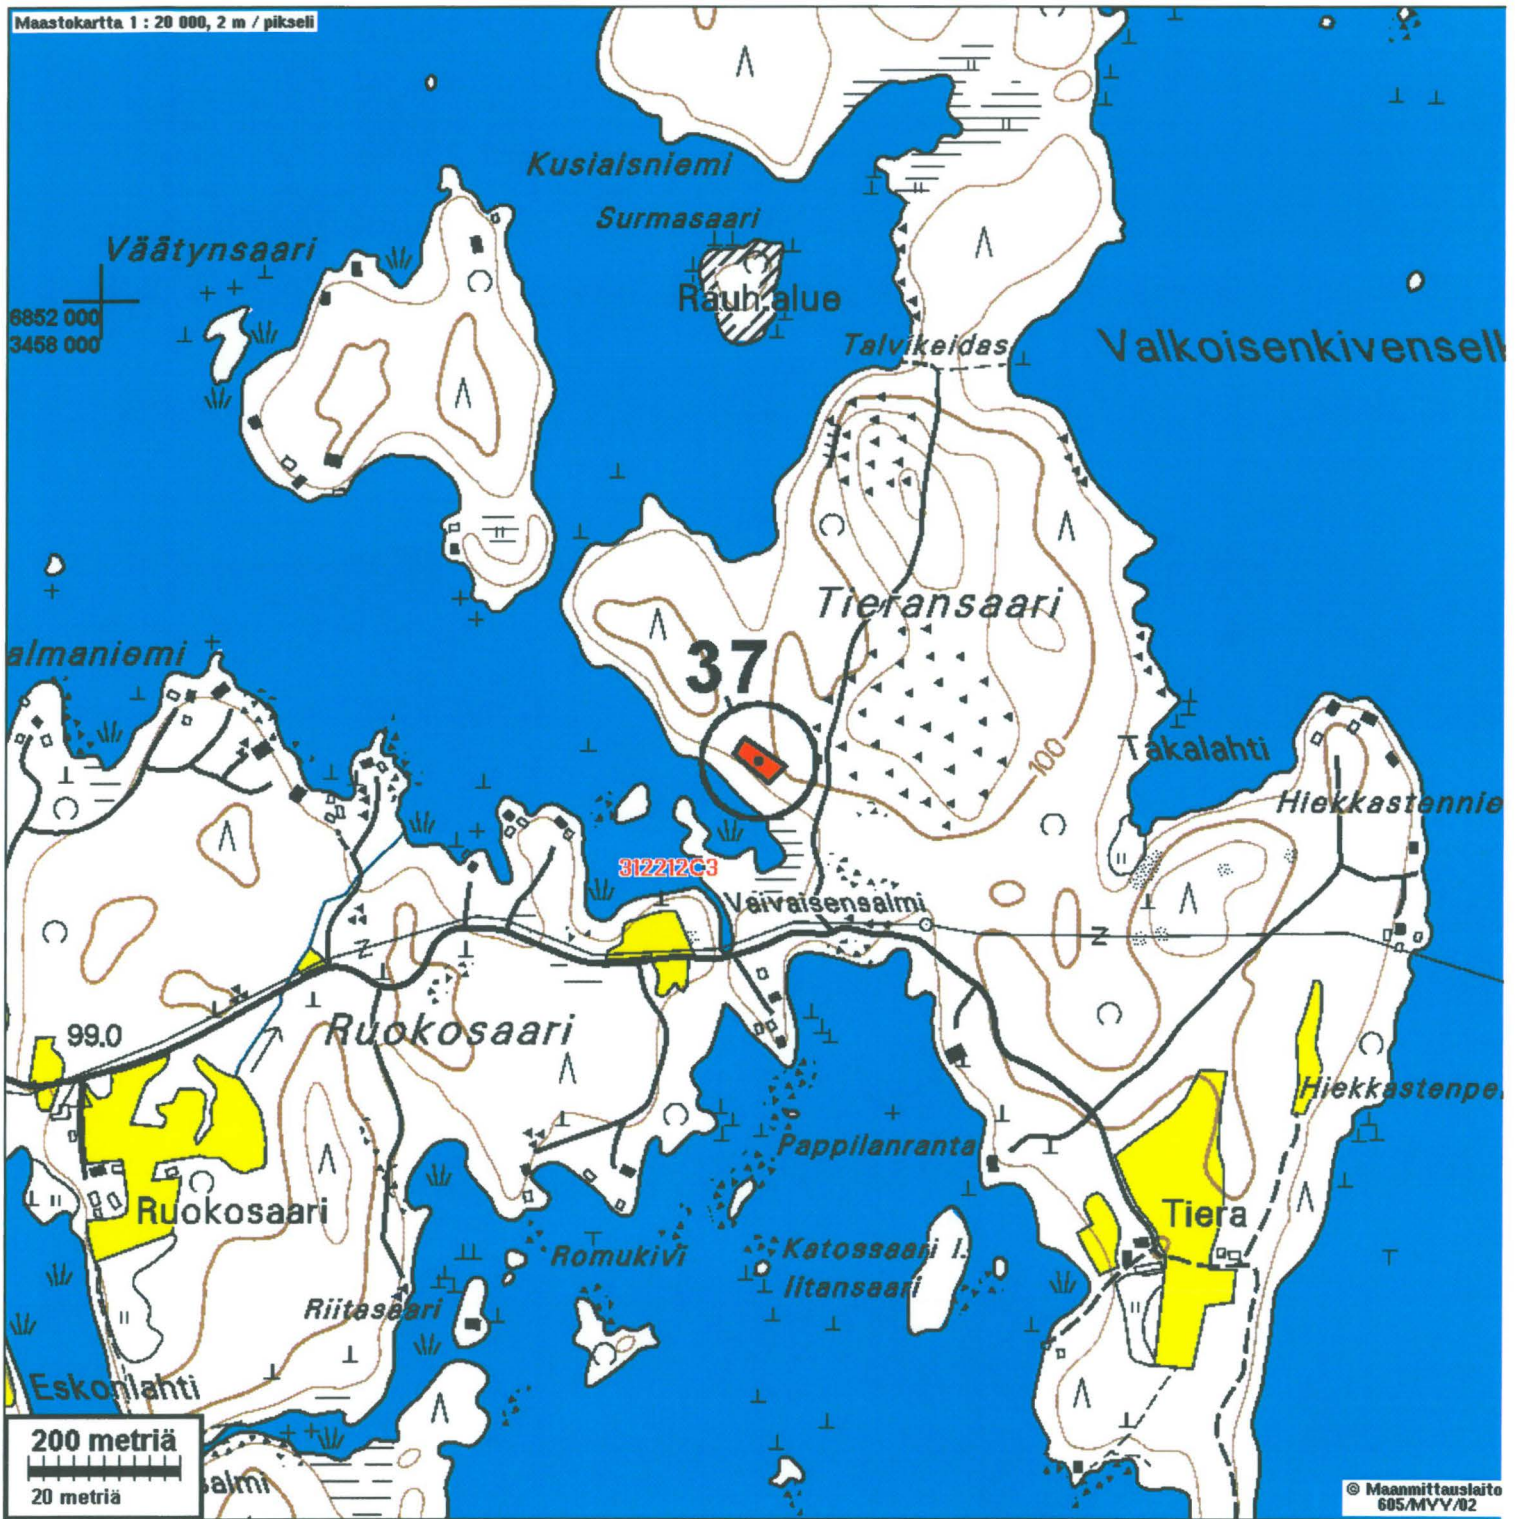 Maastokartta 1 : 20 000, 2 m / pikseli
Kusiaisniemi
Surmasaari
Väätynsaari
Rauh.alue
6852 000
3458 000
Talvikeidas
Valkoisenkivensel
Tieransaari
almaniemi
37
100
Takalahti
Hiekkastennie
312212C3
Vaivaisensalmi
Z
Z
99.0
Ruokosaari
Hiekkastenpe
Pappilanranta
Ruokosaari
Tiera
Romukivi
Katossaari l.
Iitansaari
Riitasaari
Eskonlahti
200 metriä
20 metriä
salmi
© Maanmittauslaito
605/MYY/02